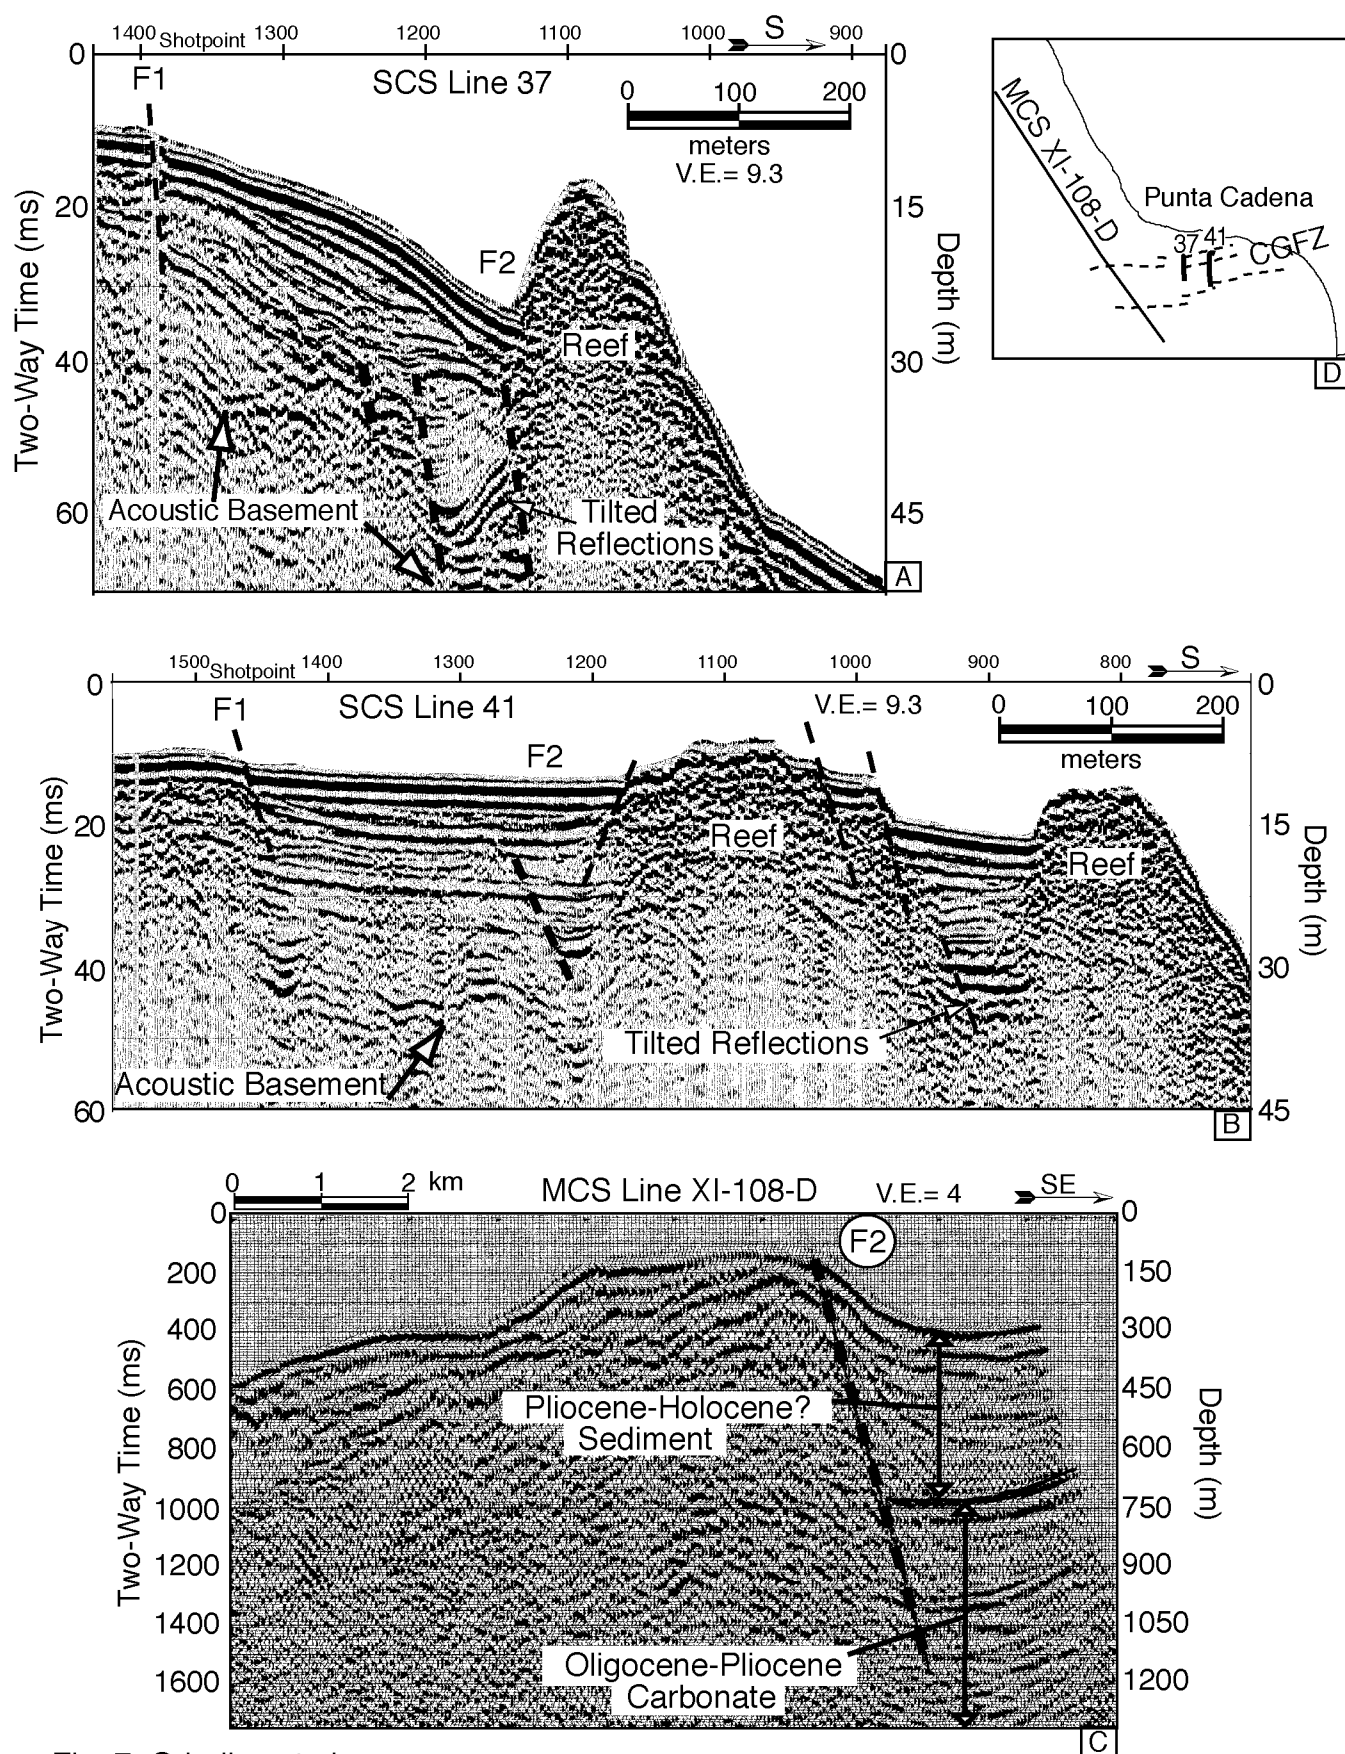 1400 Shotpoint 1300 1200 1100 1000 S 900
0 0
F1 SCS Line 37
0 100 200
meters
V.E.= 9.3
20 15
F2
Reef
40 30
Acoustic Basement
60 45
Tilted
Reflections
Two-Way Time (ms)
Depth (m)
A
MCS XI-108-D
Punta Cadena
37 41
CGFZ
D
1500 Shotpoint 1400 1300 1200 1100 1000 900 800 S
0 0
F1 SCS Line 41
F2
V.E.= 9.3
0 100 200
meters
20 15
Reef
Reef
40 30
Tilted Reflections
Acoustic Basement
60 45
Two-Way Time (ms)
Depth (m)
B
0 1 2 km
MCS Line XI-108-D
V.E.= 4
SE
0 0
F2
200 150
400 300
600 450
Pliocene-Holocene?
Sediment
800 600
1000 750
1200 900
1400 1050
Oligocene-Pliocene
Carbonate
1600 1200
Two-Way Time (ms)
Depth (m)
C